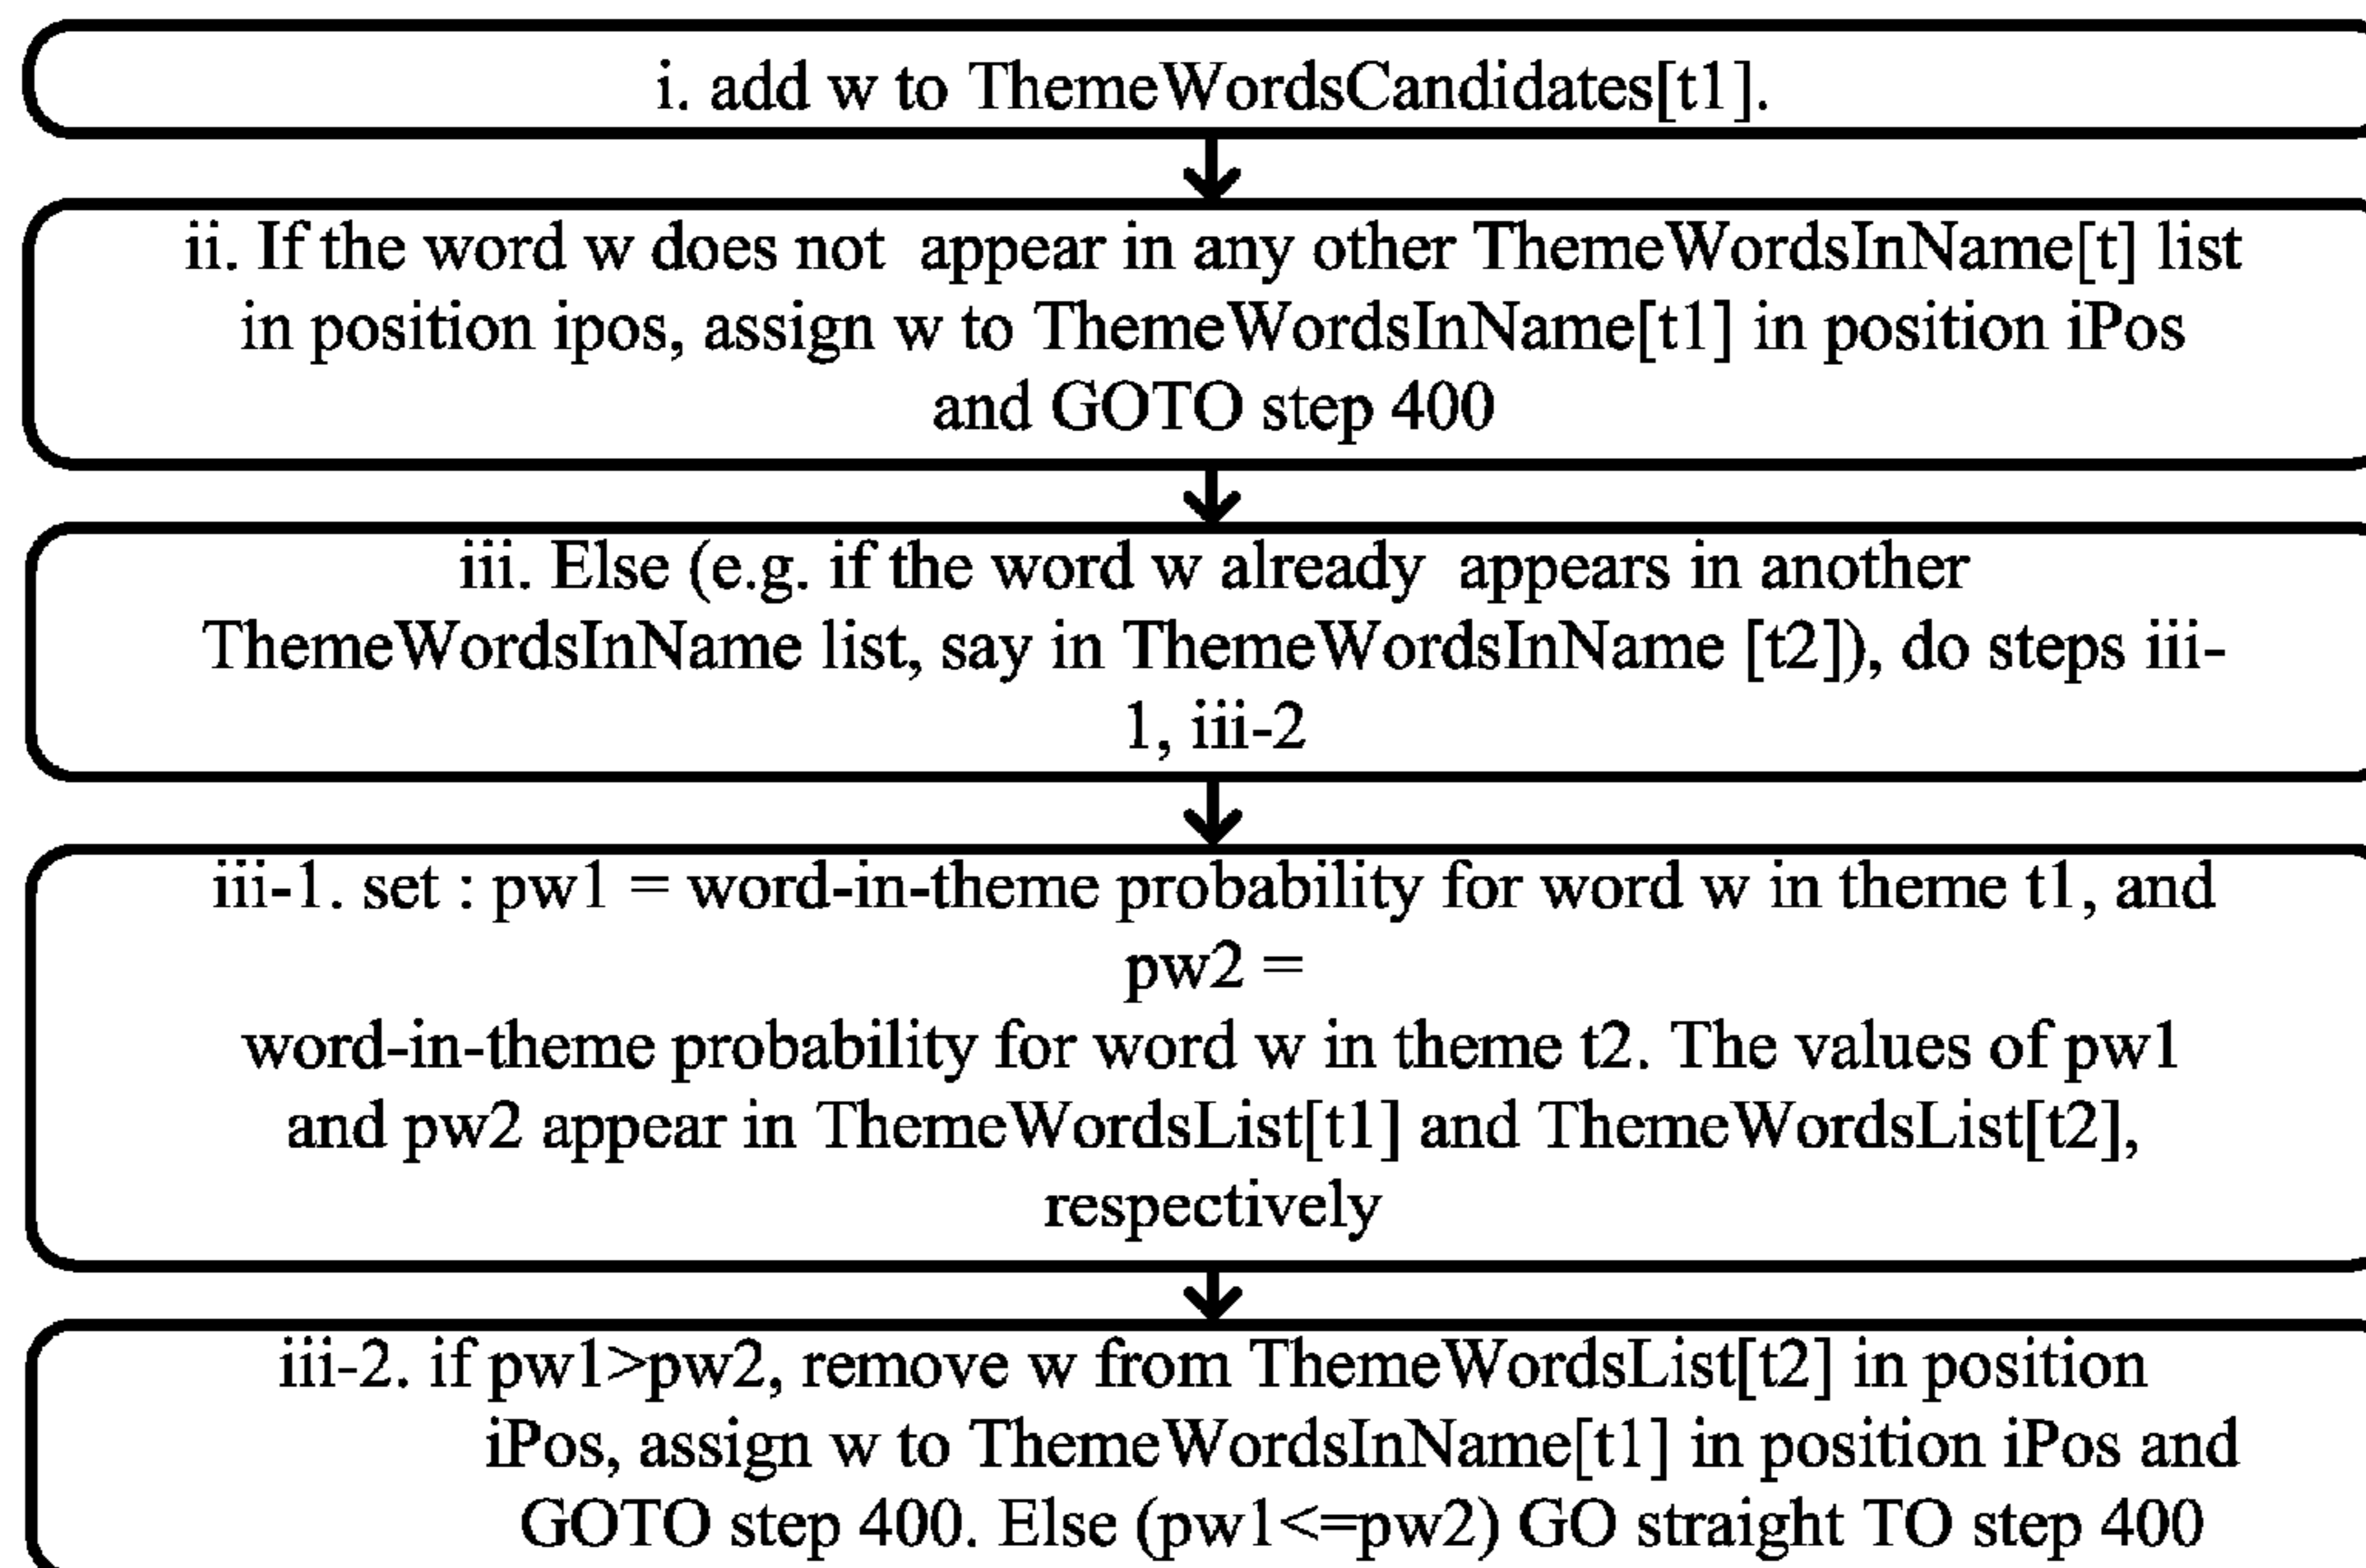 i. add w to ThemeWordsCandidates[t1].
ii. If the word w does not appear in any other ThemeWordsInName[t] list
in position ipos, assign w to ThemeWordsInName[t1] in position iPos
and GOTO step 400
iii. Else (e.g. if the word w already appears in another
ThemeWordsInName list, say in ThemeWordsInName [t2]), do steps iii-
1, iii-2
iii-1. set : pw1 = word-in-theme probability for word w in theme t1, and
pw2 =
word-in-theme probability for word w in theme t2. The values of pw1
and pw2 appear in ThemeWordsList[t1] and ThemeWordsList[t2],
respectively
iii-2. if pw1>pw2, remove w from ThemeWordsList[t2] in position
iPos, assign w to ThemeWordsInName[t1] in position iPos and
GOTO step 400. Else (pw1<=pw2) GO straight TO step 400